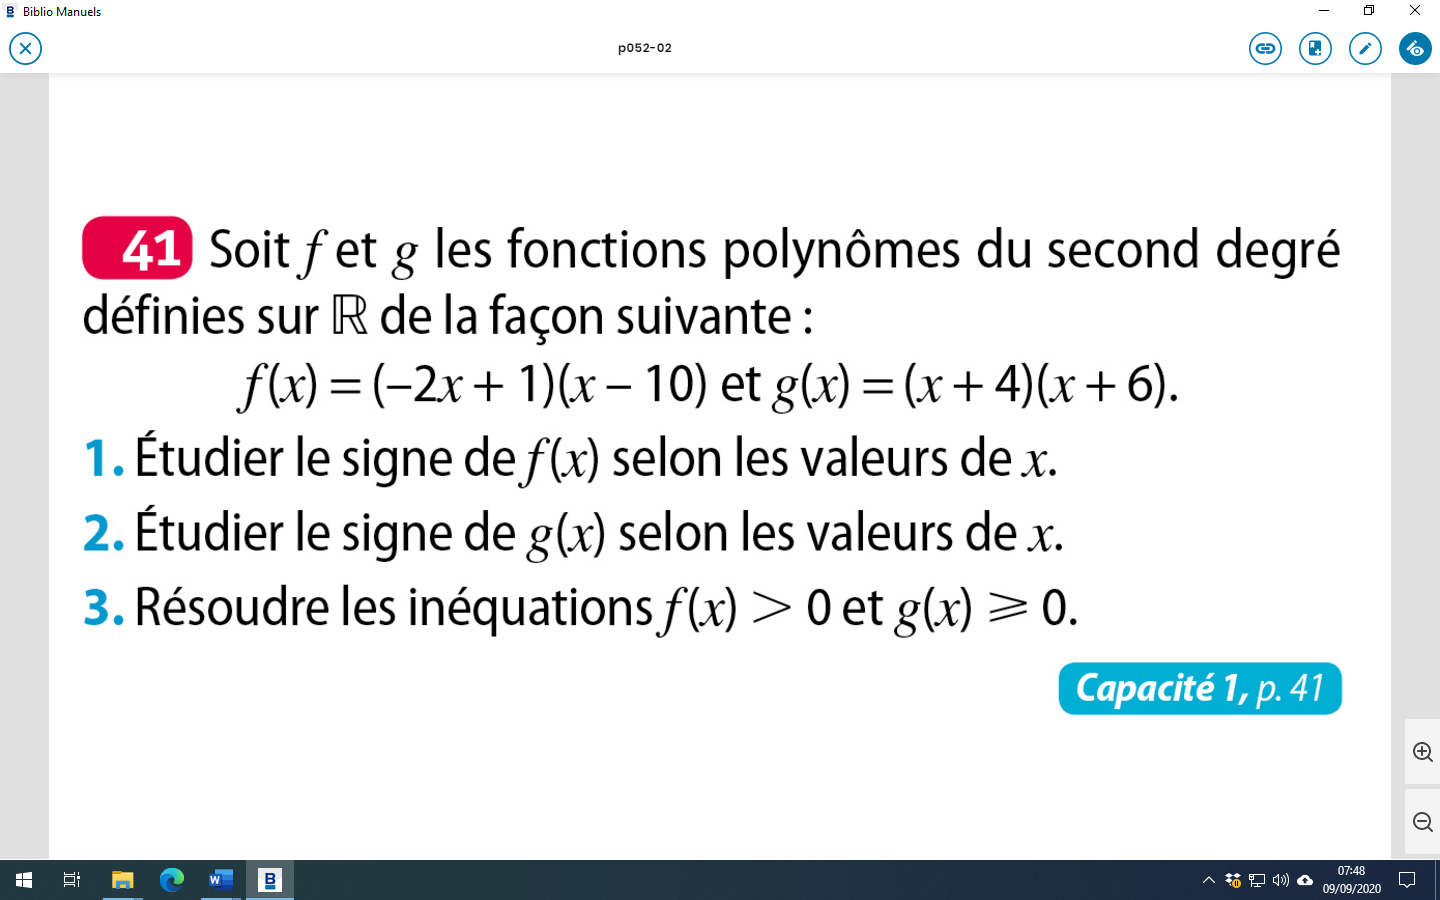 Biblio Manuels
p052-02
41 Soit f et g les fonctions polynômes du second degré
définies sur ℝ de la façon suivante :
f(x) = (–2x + 1)(x – 10) et g(x) = (x + 4)(x + 6).
1. Étudier le signe de f(x) selon les valeurs de x.
2. Étudier le signe de g(x) selon les valeurs de x.
3. Résoudre les inéquations f(x) > 0 et g(x) ⩾ 0.
Capacité 1, p. 41
07:48
09/09/2020